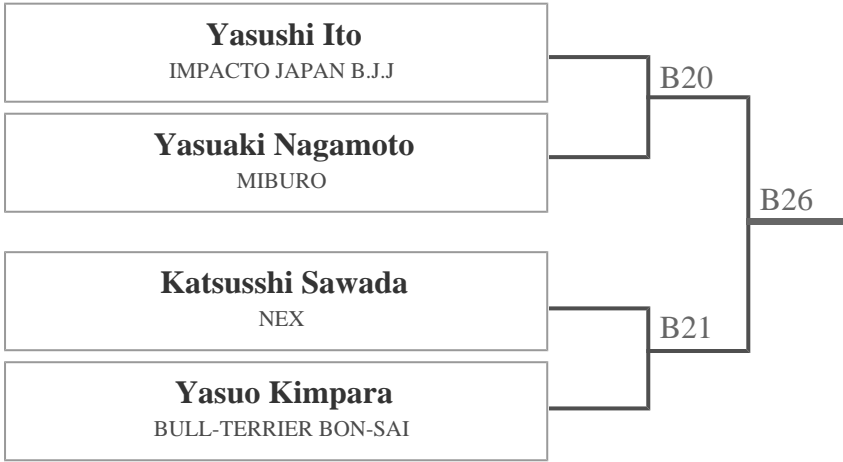 Yasushi Ito
IMPACTO JAPAN B.J.J
B20
Yasuaki Nagamoto
MIBURO
B26
Katsusshi Sawada
NEX
B21
Yasuo Kimpara
BULL-TERRIER BON-SAI